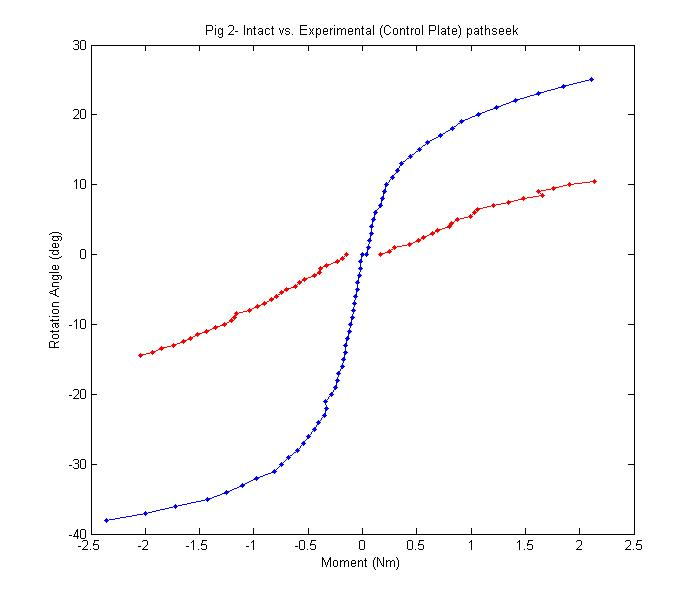 Pig 2- Intact vs. Experimental (Control Plate) pathseek
30
20
10
0
-10
-20
-30
-40
Rotation Angle (deg)
-2.5 -2 -1.5 -1 -0.5 0 0.5 1 1.5 2 2.5
Moment (Nm)